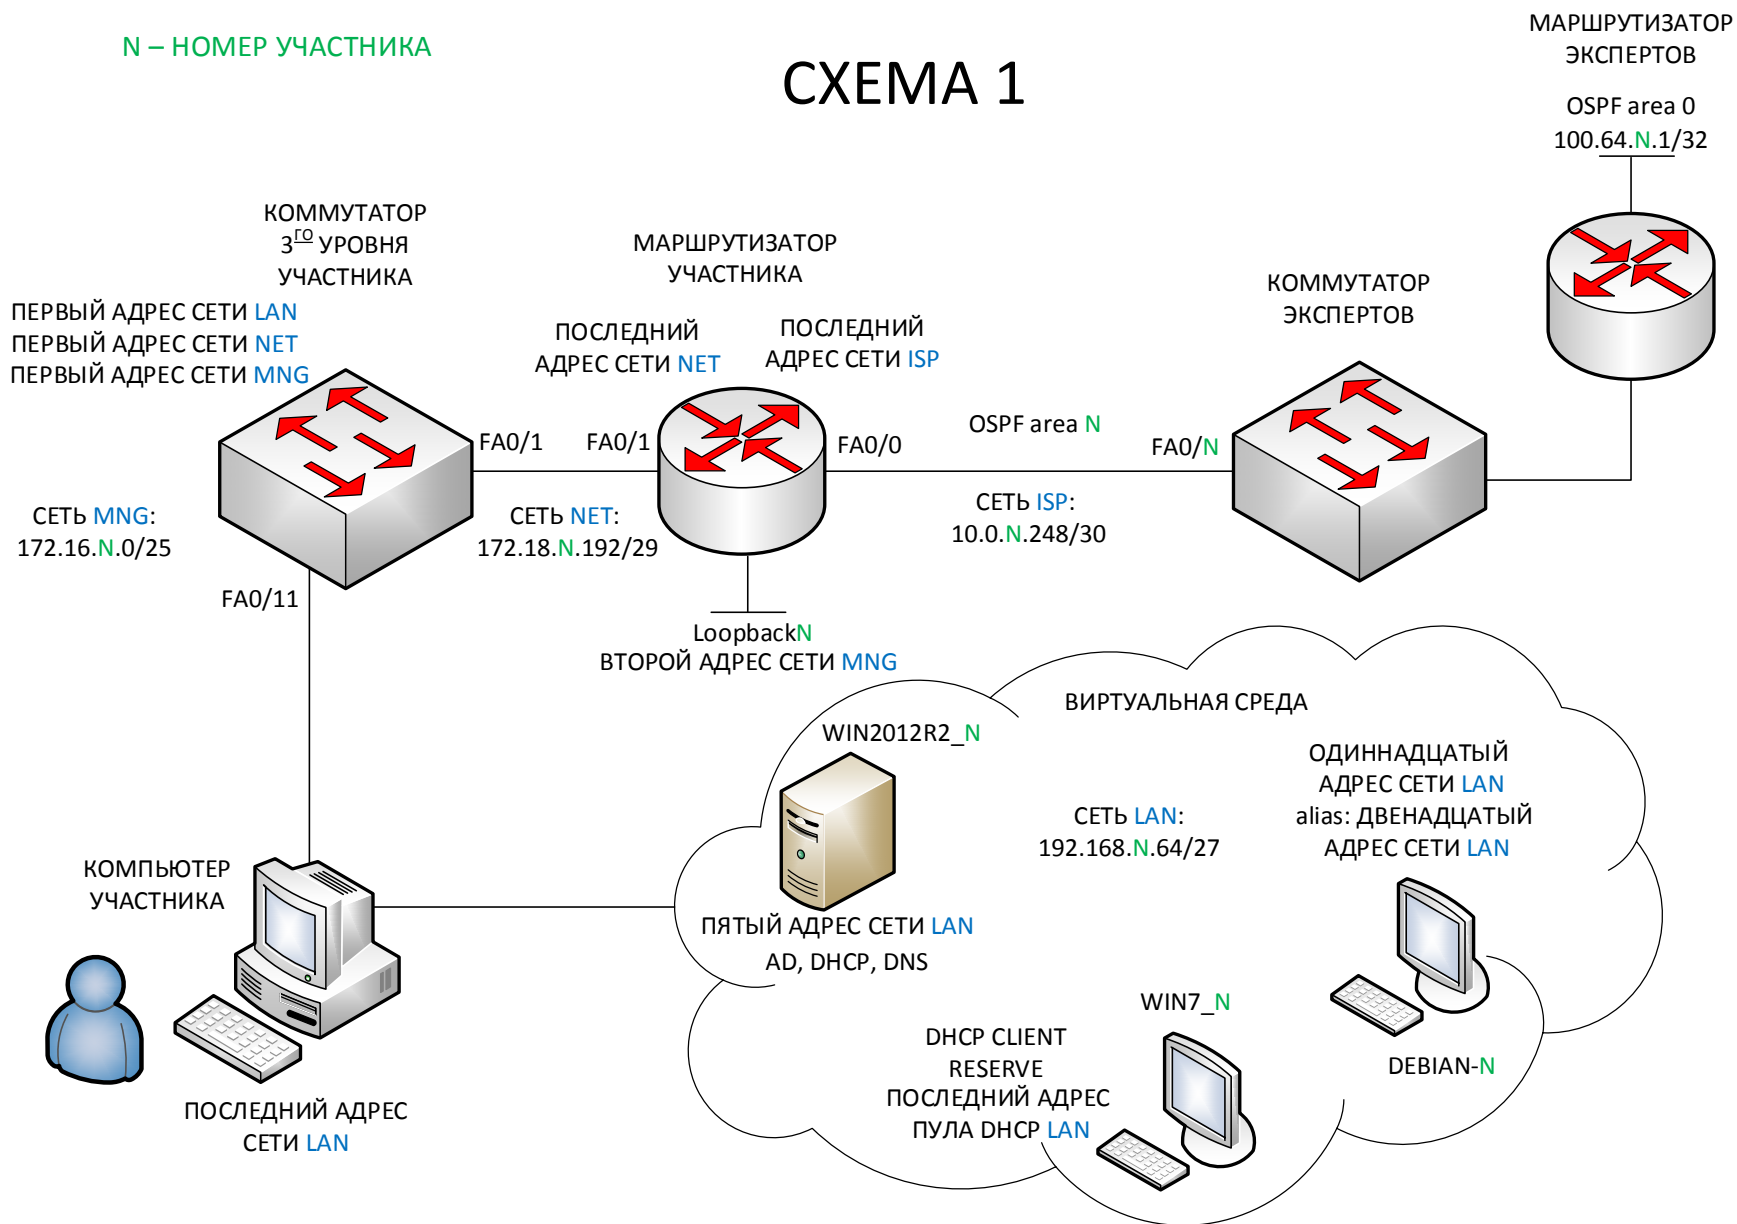 N – НОМЕР УЧАСТНИКА
СХЕМА 1
МАРШРУТИЗАТОР
ЭКСПЕРТОВ
OSPF area 0
100.64.N.1/32
КОММУТАТОР
3ГО УРОВНЯ
УЧАСТНИКА
ПЕРВЫЙ АДРЕС СЕТИ LAN
ПЕРВЫЙ АДРЕС СЕТИ NET
ПЕРВЫЙ АДРЕС СЕТИ MNG
МАРШРУТИЗАТОР
УЧАСТНИКА
ПОСЛЕДНИЙ
АДРЕС СЕТИ NET
ПОСЛЕДНИЙ
АДРЕС СЕТИ ISP
КОММУТАТОР
ЭКСПЕРТОВ
FA0/1
FA0/1
FA0/0
OSPF area N
FA0/N
СЕТЬ MNG:
172.16.N.0/25
СЕТЬ NET:
172.18.N.192/29
СЕТЬ ISP:
10.0.N.248/30
FA0/11
LoopbackN
ВТОРОЙ АДРЕС СЕТИ MNG
ВИРТУАЛЬНАЯ СРЕДА
WIN2012R2_N
ОДИННАДЦАТЫЙ
АДРЕС СЕТИ LAN
alias: ДВЕНАДЦАТЫЙ
АДРЕС СЕТИ LAN
СЕТЬ LAN:
192.168.N.64/27
КОМПЬЮТЕР
УЧАСТНИКА
ПЯТЫЙ АДРЕС СЕТИ LAN
AD, DHCP, DNS
WIN7_N
DHCP CLIENT
RESERVE
ПОСЛЕДНИЙ АДРЕС
ПУЛА DHCP LAN
DEBIAN-N
ПОСЛЕДНИЙ АДРЕС
СЕТИ LAN